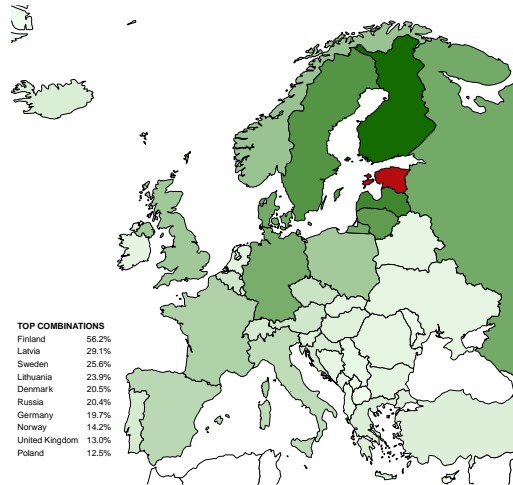 TOP COMBINATIONS
Finland 56.2%
Latvia 29.1%
Sweden 25.6%
Lithuania 23.9%
Denmark 20.5%
Russia 20.4%
Germany 19.7%
Norway 14.2%
United Kingdom 13.0%
Poland 12.5%